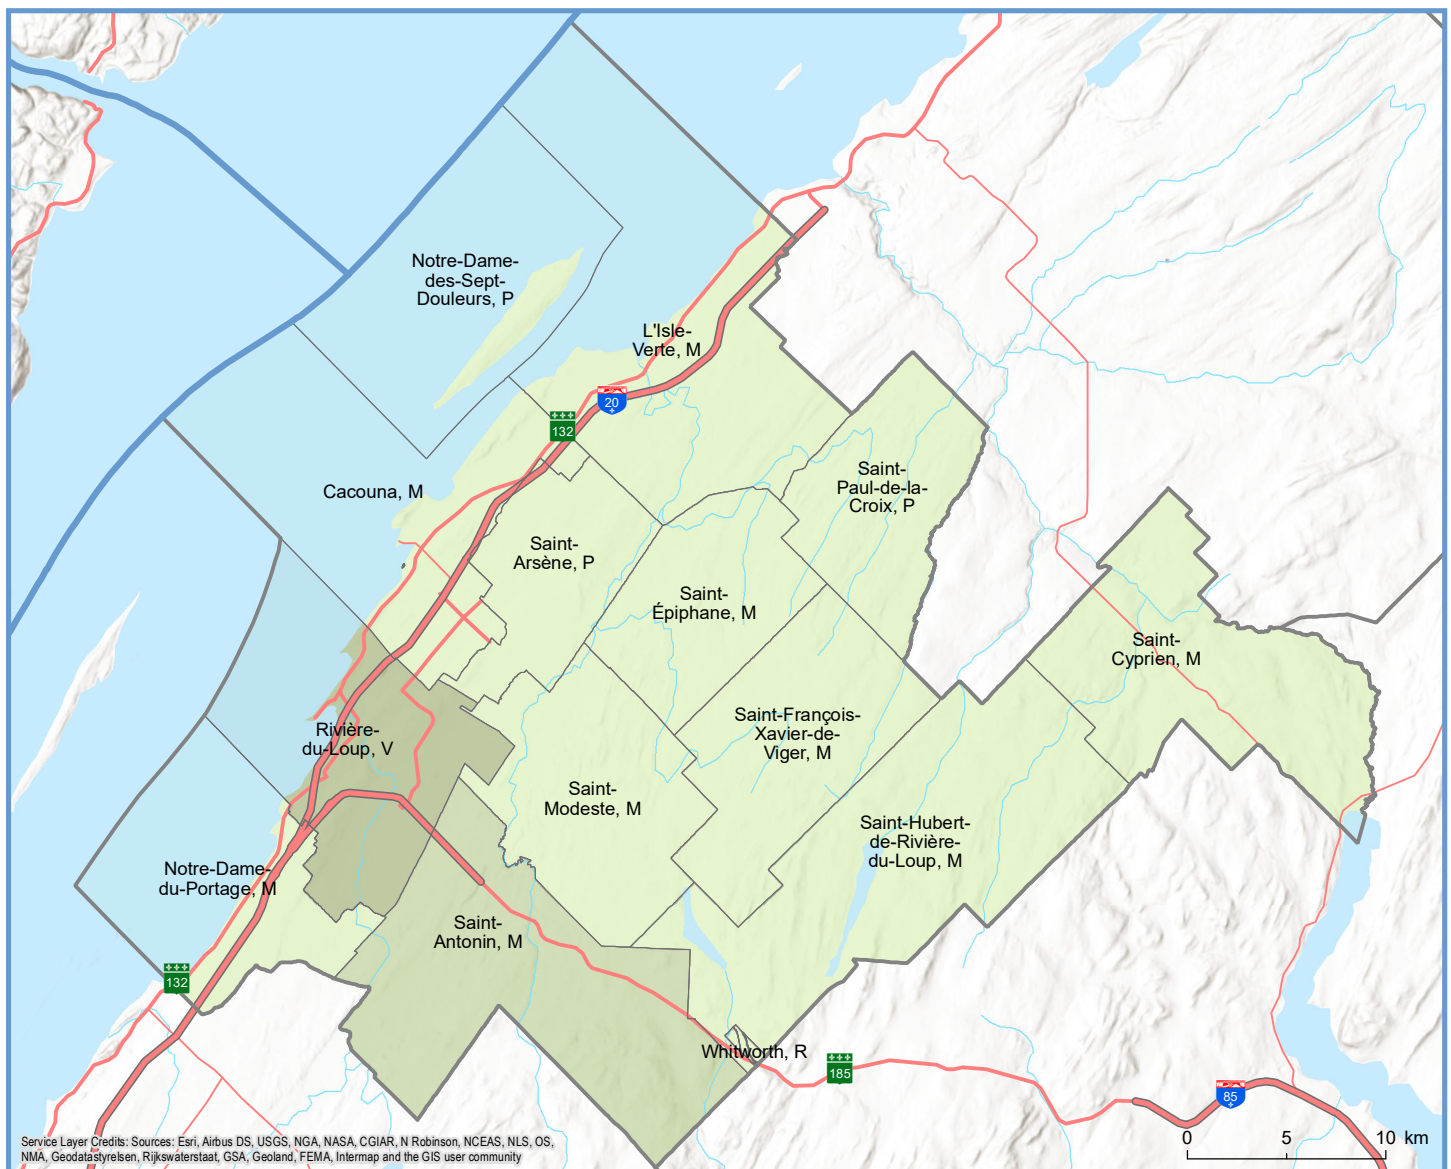 Notre-Dame-
des-Sept-
Douleurs, P
L'Isle-
Verte, M
20
132
Saint-
Paul-de-la-
Croix, P
Cacouna, M
Saint-
Arsène, P
Saint-
Épiphane, M
Saint-
Cyprien, M
Rivière-
du-Loup, V
Saint-François-
Xavier-de-
Viger, M
Saint-
Modeste, M
Saint-Hubert-
de-Rivière-
du-Loup, M
Notre-Dame-
du-Portage, M
Saint-
Antonin, M
132
Whitworth, R
185
85
0 5 10 km
Service Layer Credits: Sources: Esri, Airbus DS, USGS, NGA, NASA, CGIAR, N Robinson, NCEAS, NLS, OS,
NMA, Geodatastyrelsen, Rijkswaterstaat, GSA, Geoland, FEMA, Intermap and the GIS user community